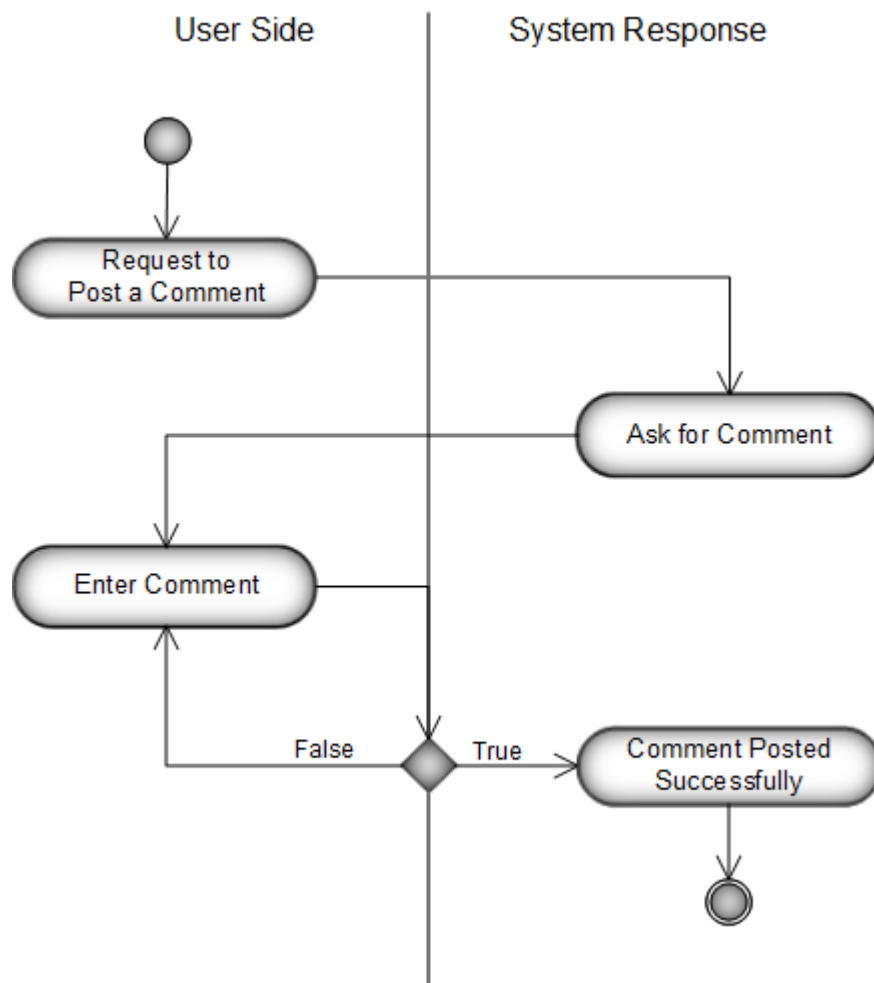 User Side
System Response
Request to
Post a Comment
Ask for Comment
Enter Comment
False
True
Comment Posted
Successfully